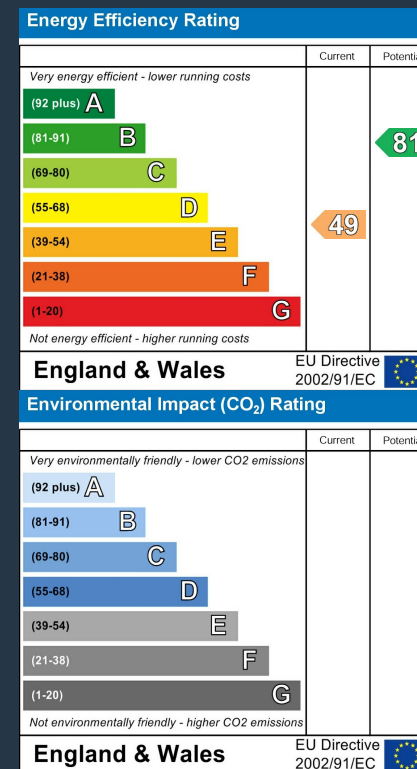 Energy Efficiency Rating
Current Potentia
Very energy efficient - lower running costs
(92 plus) A
(81-91) B
81
(69-80) C
(55-68) D
49
(39-54) E
(21-38) F
(1-20) G
Not energy efficient - higher running costs
England & Wales
EU Directive
2002/91/EC
Environmental Impact (CO₂) Rating
Current Potentia
Very environmentally friendly - lower CO2 emissions
(92 plus) A
(81-91) B
(69-80) C
(55-68) D
(39-54) E
(21-38) F
(1-20) G
Not environmentally friendly - higher CO2 emissions
England & Wales
EU Directive
2002/91/EC